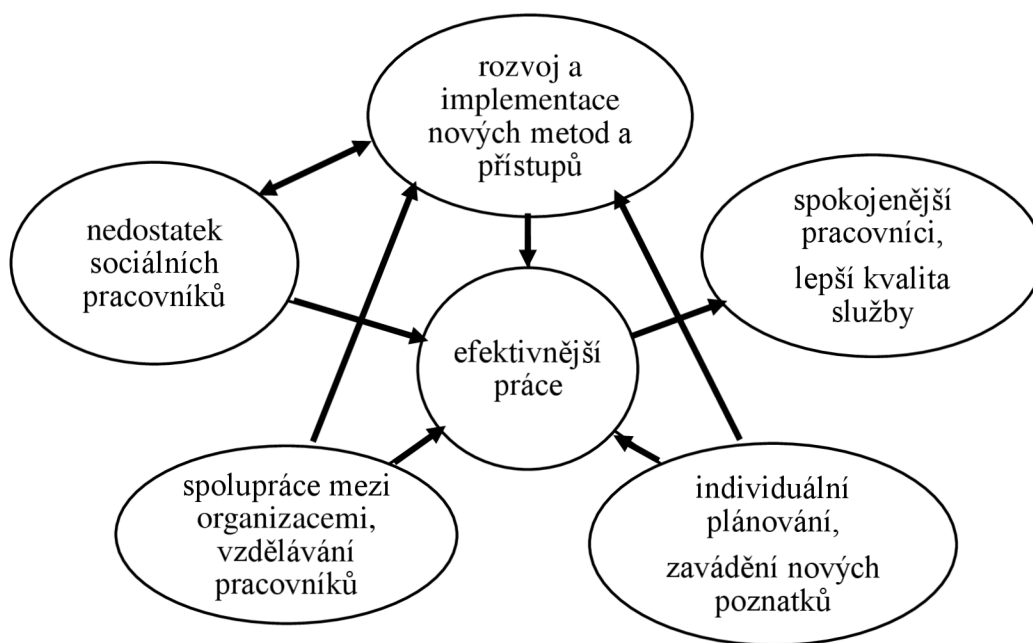 rozvoj a
implementace
nových metod a
přístupů
nedostatek
sociálních
pracovníků
spokojenější
pracovníci,
lepší kvalita
služby
efektivnější
práce
spolupráce mezi
organizacemi,
vzdělávání
pracovníků
individuální
plánování,
zavádění nových
poznatků